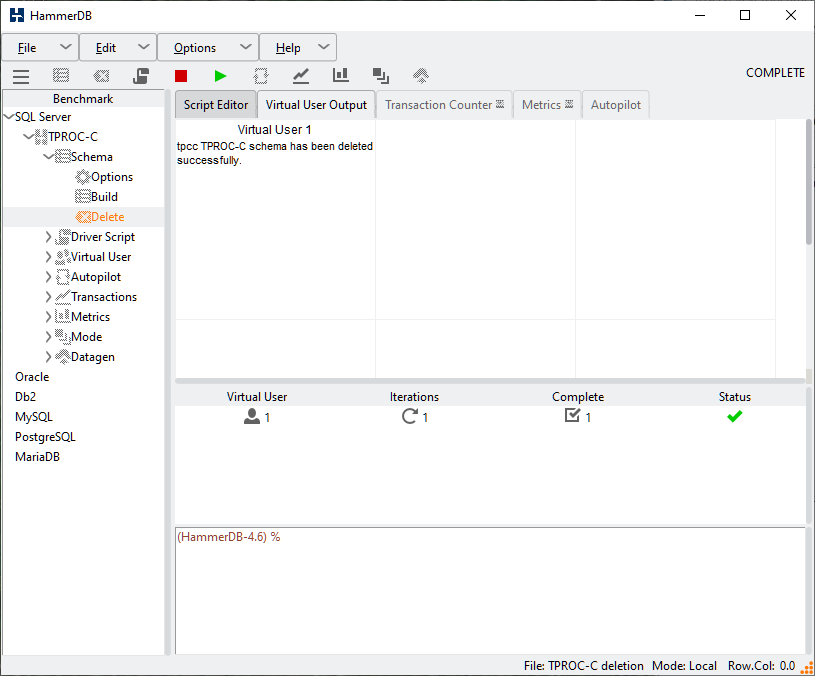 HammerDB
File Edit Options Help
COMPLETE
Benchmark
SQL Server
TPROC-C
Schema
Options
Build
Delete
Driver Script
Virtual User
Autopilot
Transactions
Metrics
Mode
Datagen
Oracle
Db2
MySQL
PostgreSQL
MariaDB
Script Editor Virtual User Output Transaction Counter Metrics Autopilot
Virtual User 1
tpcc TPROC-C schema has been deleted
successfully.
Virtual User Iterations Complete Status
1 1 1
(HammerDB-4.6) %
File: TPROC-C deletion Mode: Local Row.Col: 0.0